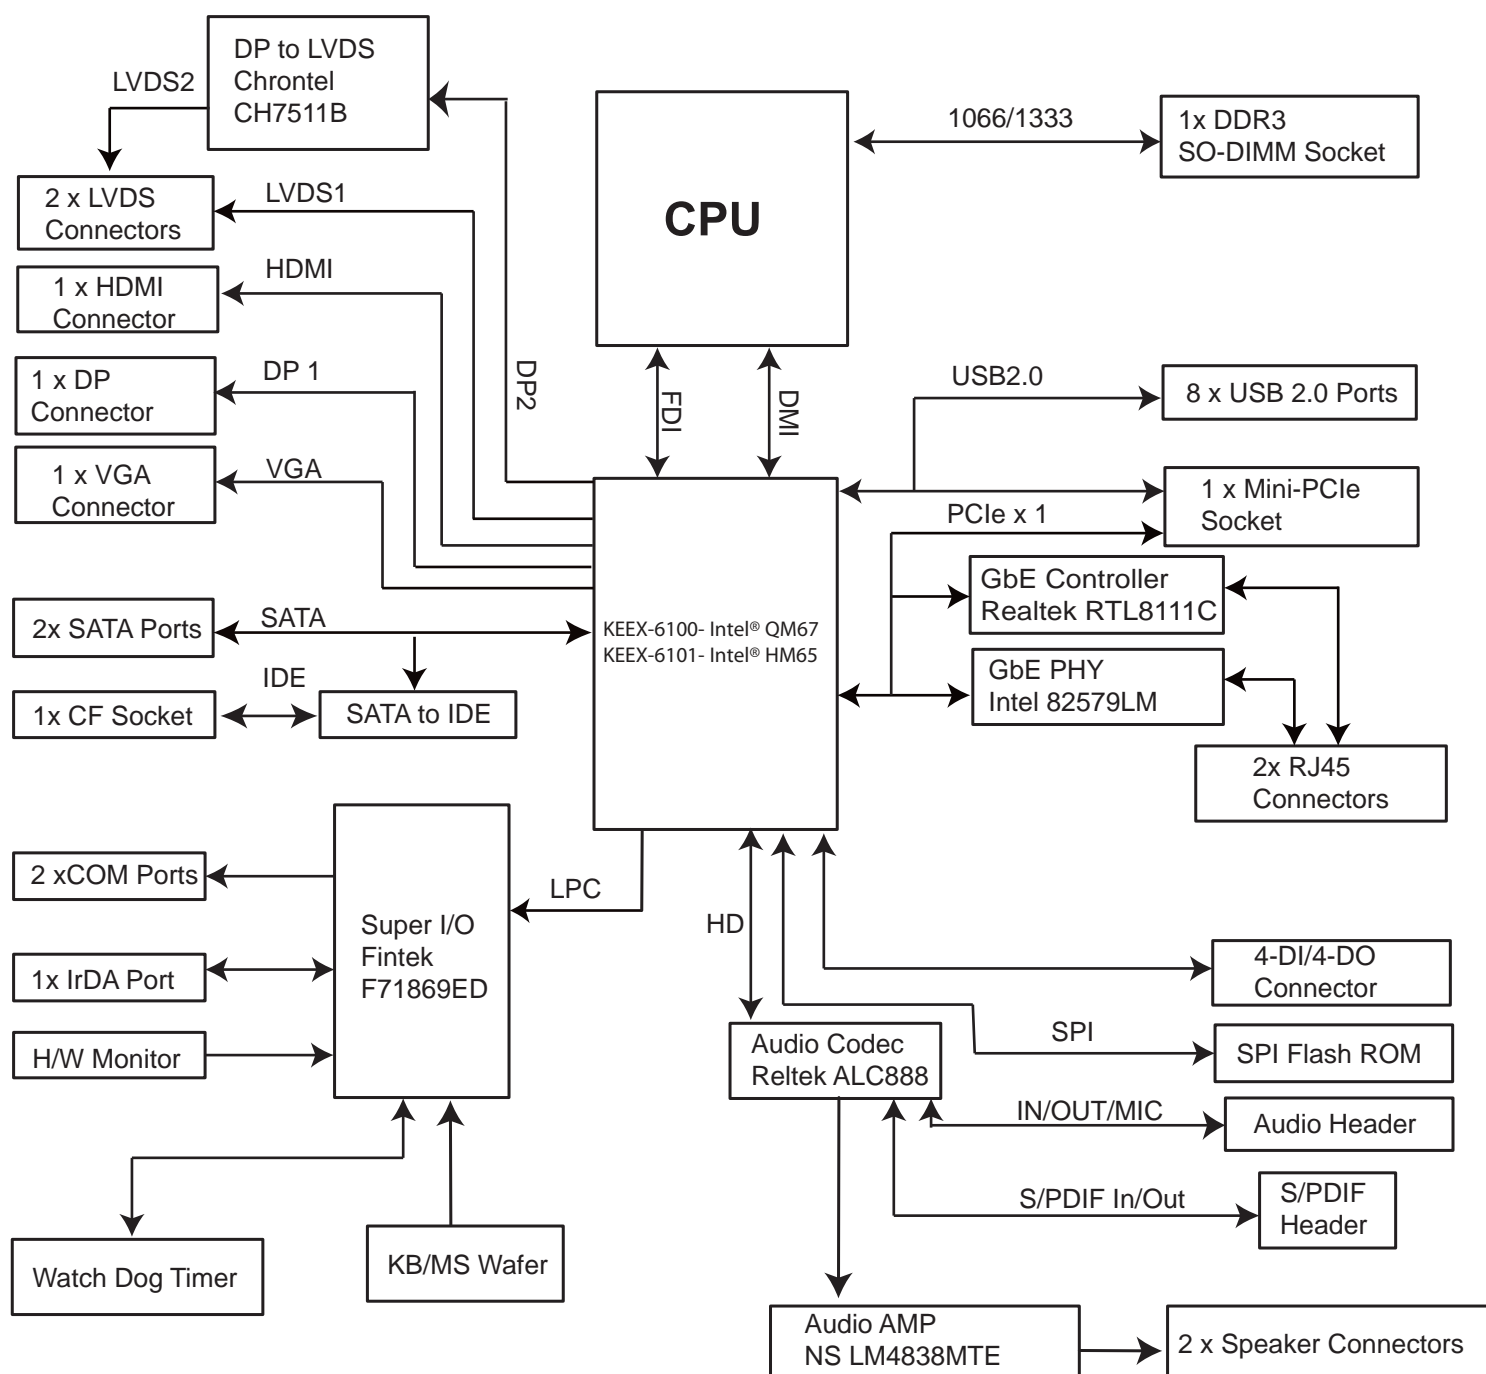 DP to LVDS
Chrontel
CH7511B
LVDS2
1066/1333
1x DDR3
SO-DIMM Socket
CPU
2 x LVDS
Connectors
LVDS1
HDMI
1 x HDMI
Connector
DP 1
1 x DP
Connector
DP2
FDI
DMI
USB2.0
8 x USB 2.0 Ports
VGA
1 x VGA
Connector
1 x Mini-PCIe
Socket
PCIe x 1
GbE Controller
Realtek RTL8111C
2x SATA Ports
SATA
KEEX-6100- Intel® QM67
KEEX-6101- Intel® HM65
GbE PHY
Intel 82579LM
IDE
1x CF Socket
SATA to IDE
2x RJ45
Connectors
2 xCOM Ports
LPC
Super I/O
Fintek
F71869ED
HD
1x IrDA Port
4-DI/4-DO
Connector
H/W Monitor
Audio Codec
Reltek ALC888
SPI
SPI Flash ROM
IN/OUT/MIC
Audio Header
S/PDIF In/Out
S/PDIF
Header
Watch Dog Timer
KB/MS Wafer
Audio AMP
NS LM4838MTE
2 x Speaker Connectors